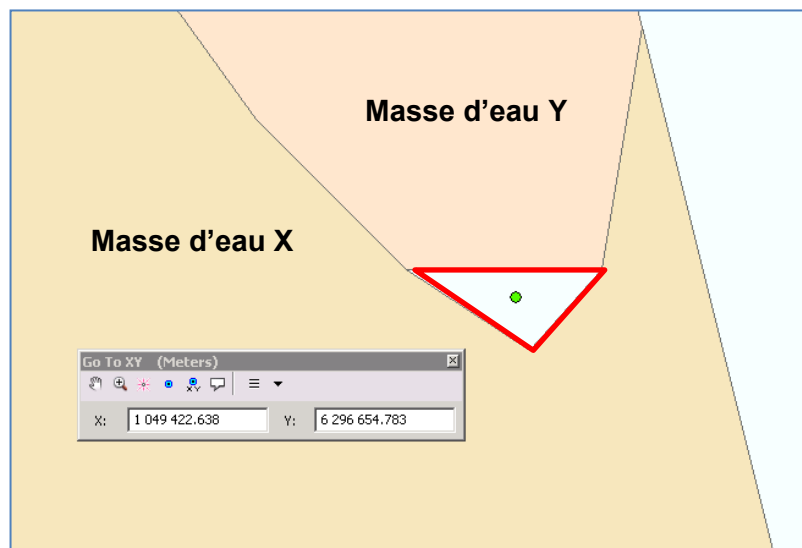 Masse d'eau Y
Masse d'eau X
Go To XY (Meters)
X: 1 049 422.638 Y: 6 296 654.783